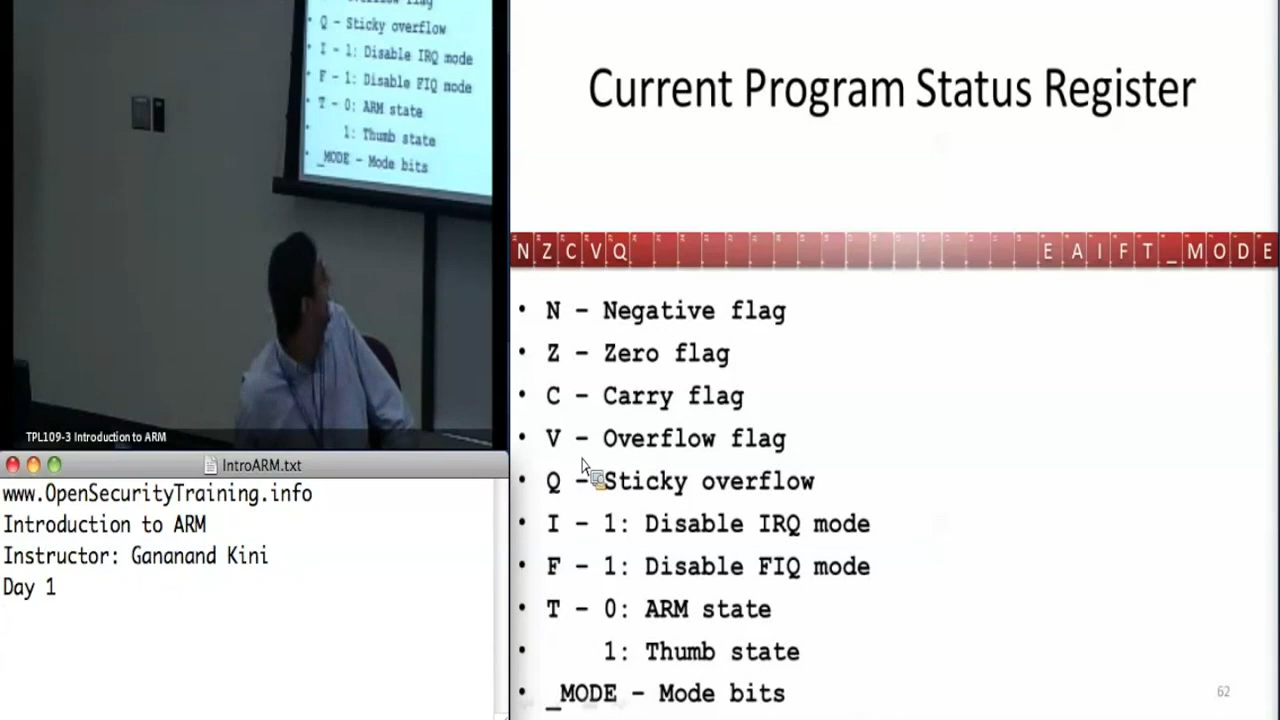 Q - Sticky overflow
I - 1: Disable IRQ mode
F - 1: Disable FIQ mode
T - 0: ARM state
1: Thumb state
_MODE - Mode bits
TPL109-3 Introduction to ARM
IntroARM.txt
www.OpenSecurityTraining.info
Introduction to ARM
Instructor: Gananand Kini
Day 1
Current Program Status Register
N Z C V Q E A I F T _ M O D E
• N – Negative flag
• Z – Zero flag
• C – Carry flag
• V – Overflow flag
• Q – Sticky overflow
• I – 1: Disable IRQ mode
• F – 1: Disable FIQ mode
• T – 0: ARM state
• 1: Thumb state
• _MODE – Mode bits
62